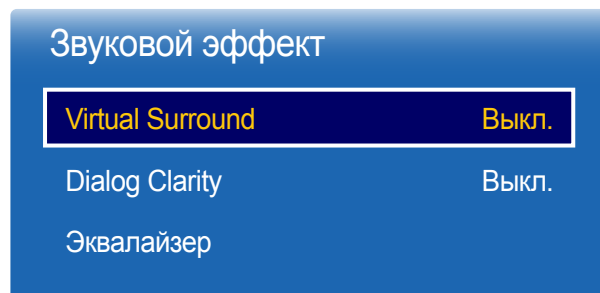 Звуковой эффект
Virtual Surround Выкл.
Dialog Clarity Выкл.
Эквалайзер